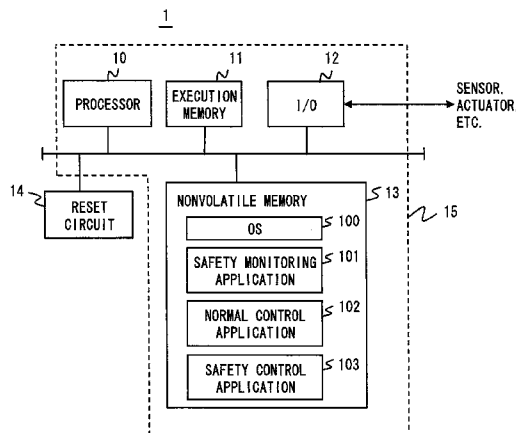 1
10
11
12
PROCESSOR
EXECUTION
MEMORY
I/O
SENSOR.
ACTUATOR
ETC.
14
RESET
CIRCUIT
NONVOLATILE MEMORY
13
15
OS
100
SAFETY MONITORING
APPLICATION
101
NORMAL CONTROL
APPLICATION
102
SAFETY CONTROL
APPLICATION
103